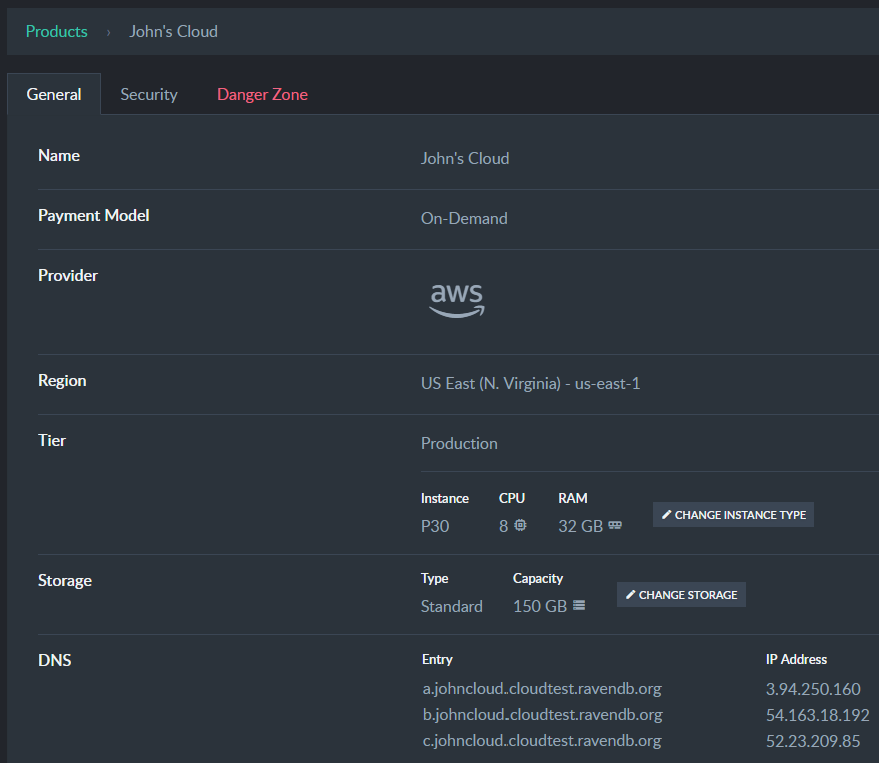 Products › John's Cloud
General Security Danger Zone
Name John's Cloud
Payment Model On-Demand
Provider aws
Region US East (N. Virginia) - us-east-1
Tier Production
Instance CPU RAM
P30 8 32 GB CHANGE INSTANCE TYPE
Storage Type Capacity
Standard 150 GB CHANGE STORAGE
DNS Entry IP Address
a.johncloud.cloudtest.ravendb.org 3.94.250.160
b.johncloud.cloudtest.ravendb.org 54.163.18.192
c.johncloud.cloudtest.ravendb.org 52.23.209.85